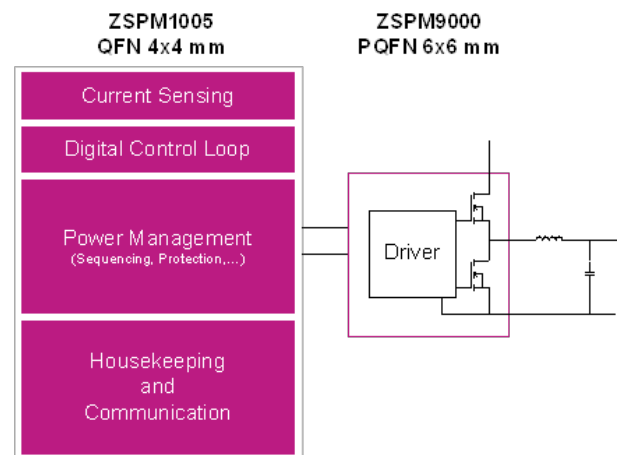 ZSPM1005
QFN 4x4 mm
ZSPM9000
PQFN 6x6 mm
Current Sensing
Digital Control Loop
Power Management
(Sequencing, Protection,...)
Driver
Housekeeping
and
Communication